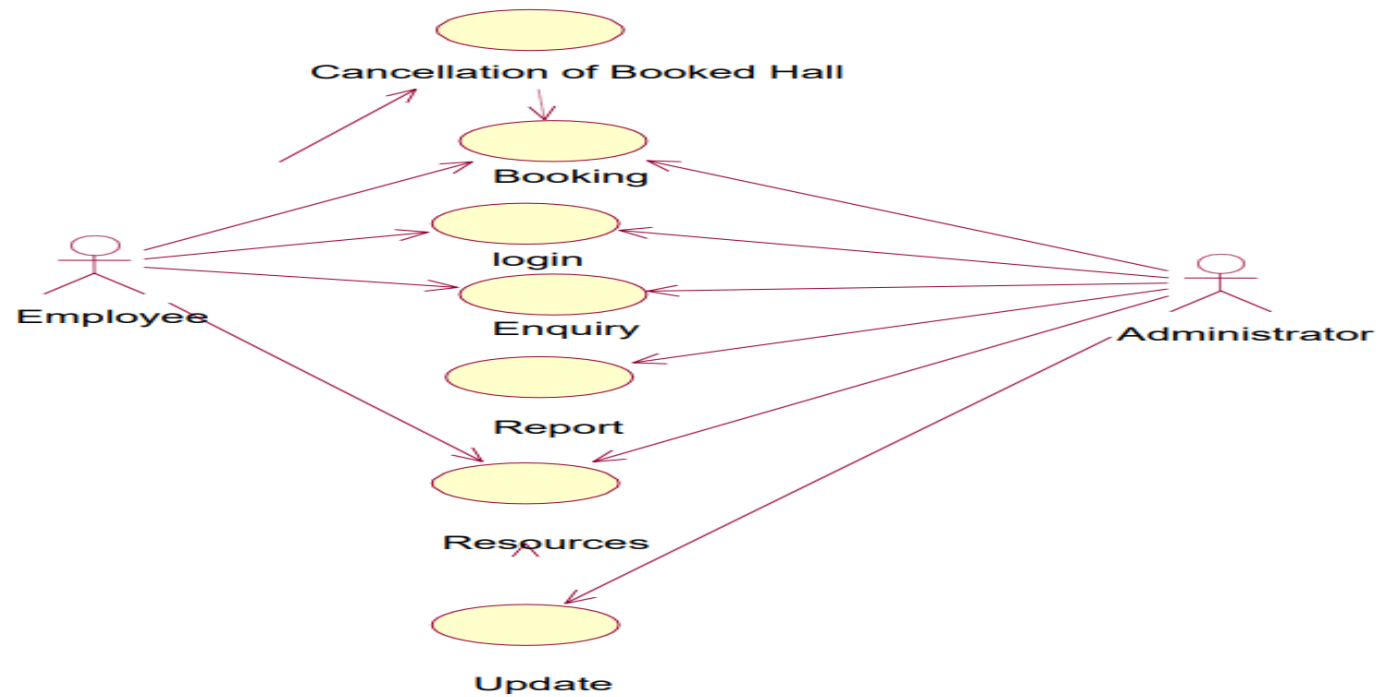 Cancellation of Booked Hall
Booking
login
Employee
Enquiry
Administrator
Report
Resources
Update